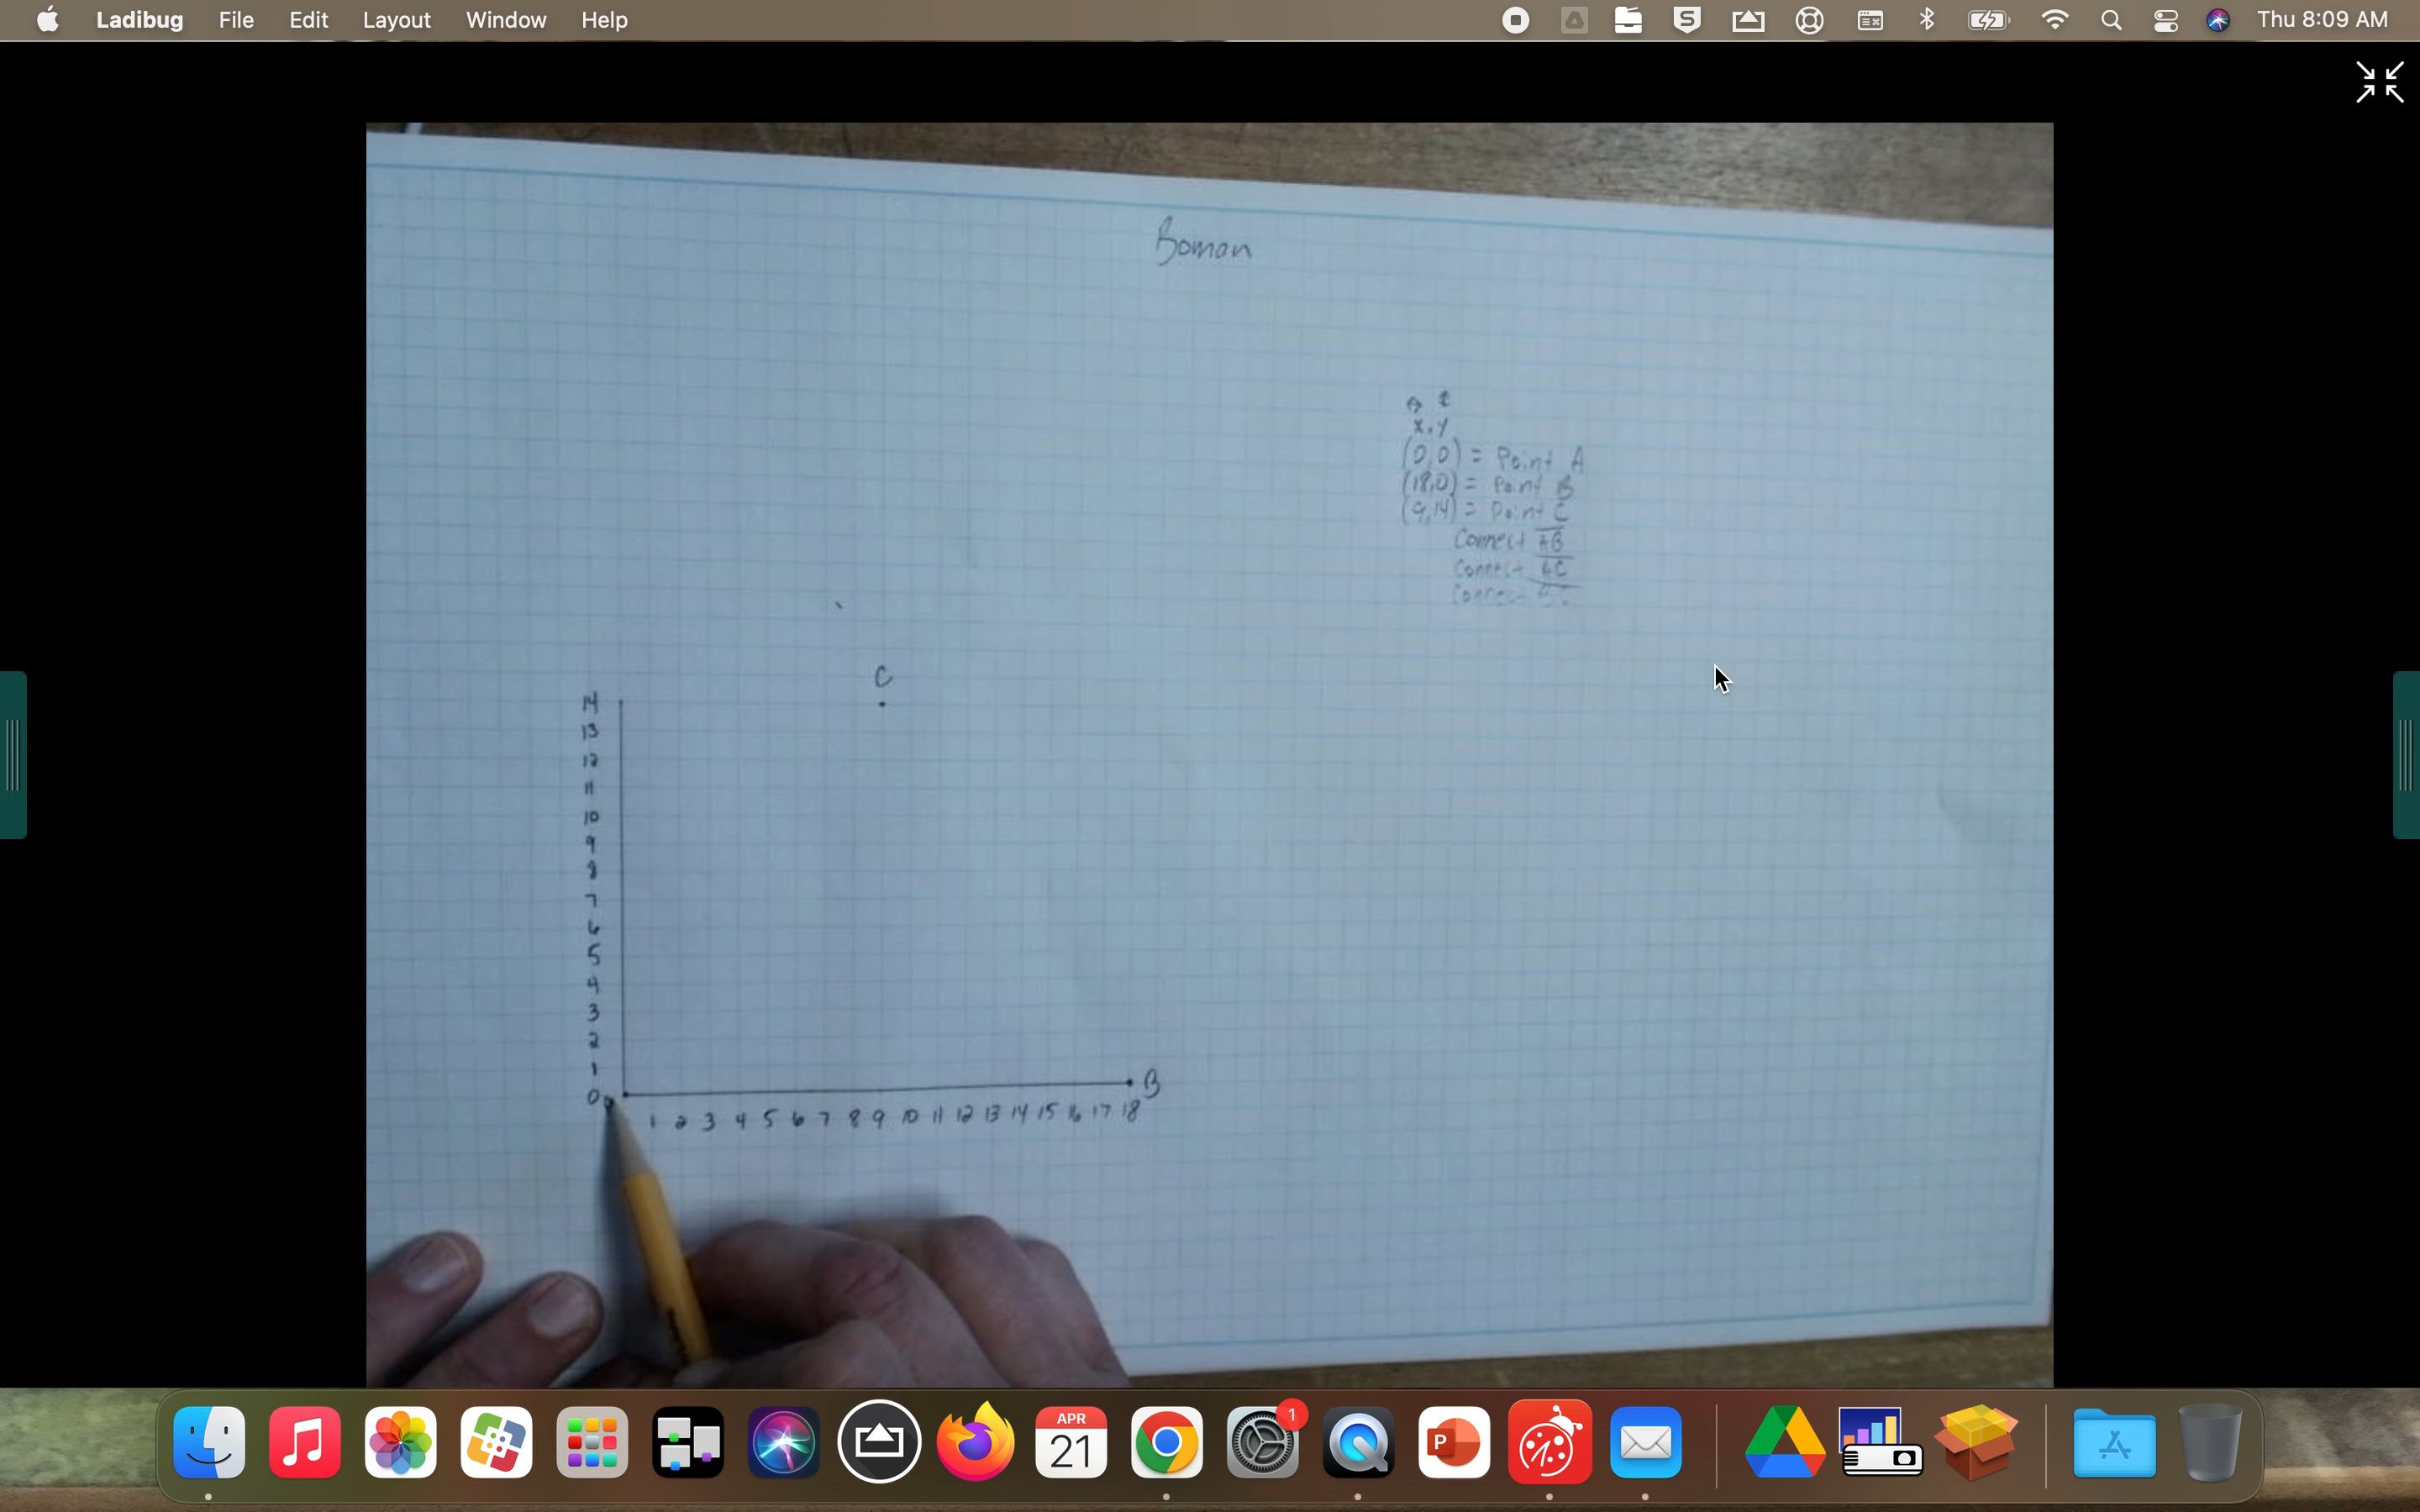 Ladibug File Edit Layout Window Help Thu 8:09 AM
Boman
x, y
(0,0) = Point A
(18,0) = Point B
(9,14) = Point C
Connect AB
Connect AC
Connect
C
14
13
12
11
10
9
8
7
6
5
4
3
2
1
0
B
1 2 3 4 5 6 7 8 9 10 11 12 13 14 15 16 17 18
APR
21
1
P